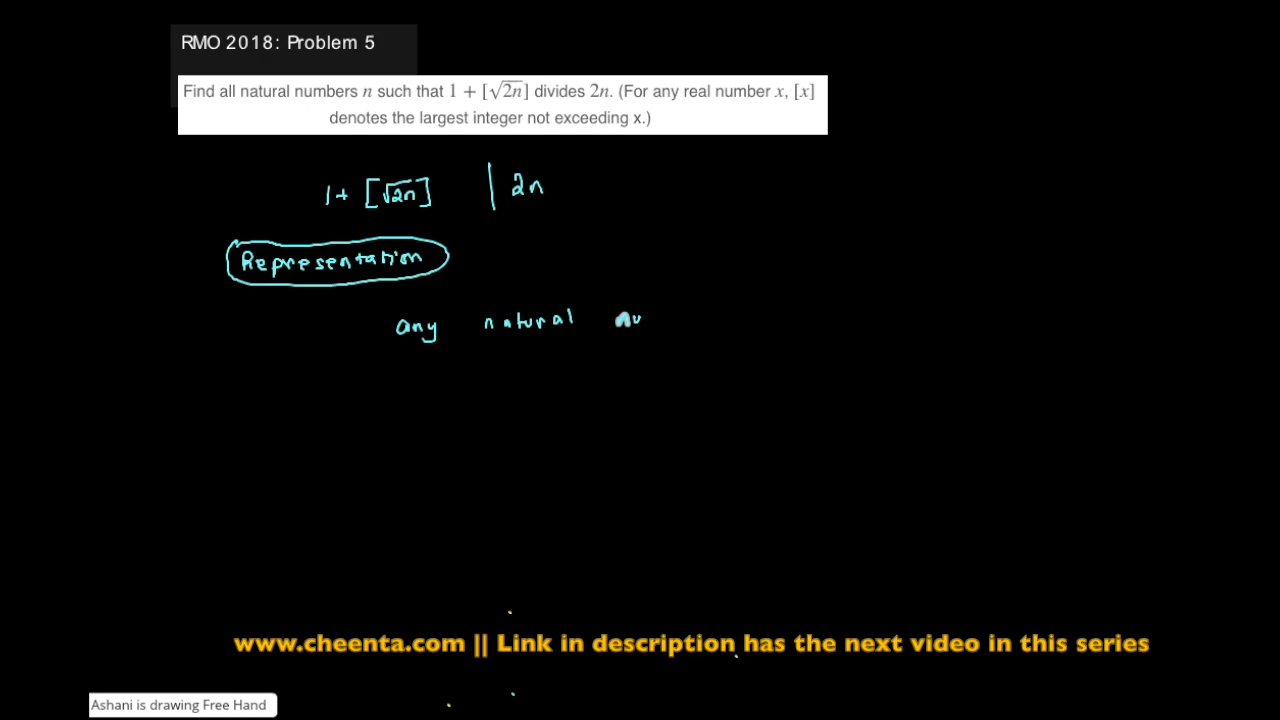 RMO 2018: Problem 5
Find all natural numbers n such that 1 + [√2n] divides 2n. (For any real number x, [x]
denotes the largest integer not exceeding x.)
1+ [√2n] | 2n
Representation
any natural nu
www.cheenta.com || Link in description has the next video in this series
Ashani is drawing Free Hand